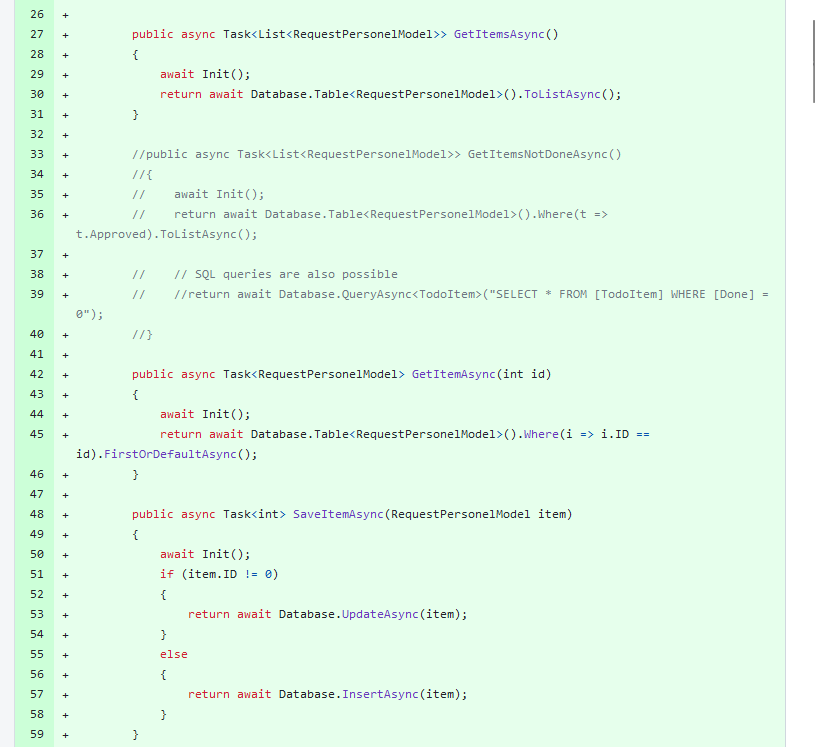 26 +
27 +         public async Task<List<RequestPersonelModel>> GetItemsAsync()
28 +         {
29 +             await Init();
30 +             return await Database.Table<RequestPersonelModel>().ToListAsync();
31 +         }
32 +
33 +         //public async Task<List<RequestPersonelModel>> GetItemsNotDoneAsync()
34 +         //{
35 +         //    await Init();
36 +         //    return await Database.Table<RequestPersonelModel>().Where(t =>
t.Approved).ToListAsync();
37 +
38 +         //    // SQL queries are also possible
39 +         //    //return await Database.QueryAsync<TodoItem>("SELECT * FROM [TodoItem] WHERE [Done] =
0");
40 +         //}
41 +
42 +         public async Task<RequestPersonelModel> GetItemAsync(int id)
43 +         {
44 +             await Init();
45 +             return await Database.Table<RequestPersonelModel>().Where(i => i.ID ==
id).FirstOrDefaultAsync();
46 +         }
47 +
48 +         public async Task<int> SaveItemAsync(RequestPersonelModel item)
49 +         {
50 +             await Init();
51 +             if (item.ID != 0)
52 +             {
53 +                 return await Database.UpdateAsync(item);
54 +             }
55 +             else
56 +             {
57 +                 return await Database.InsertAsync(item);
58 +             }
59 +         }